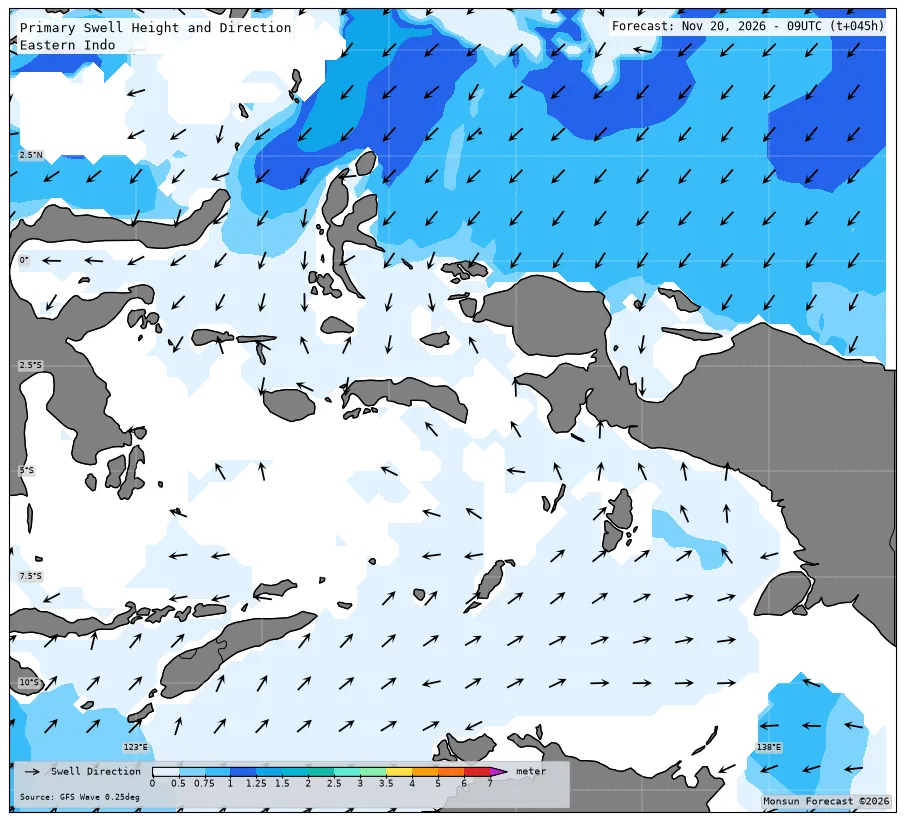 Primary Swell Height and Direction
Eastern Indo
Forecast: Nov 20, 2026 - 09UTC (t+045h)
2.5°N
0°
2.5°S
5°S
7.5°S
10°S
123°E
138°E
Swell Direction
0 0.5 0.75 1 1.25 1.5 2 2.5 3 3.5 4 5 6 7
meter
Source: GFS Wave 0.25deg
Monsun Forecast ©2026